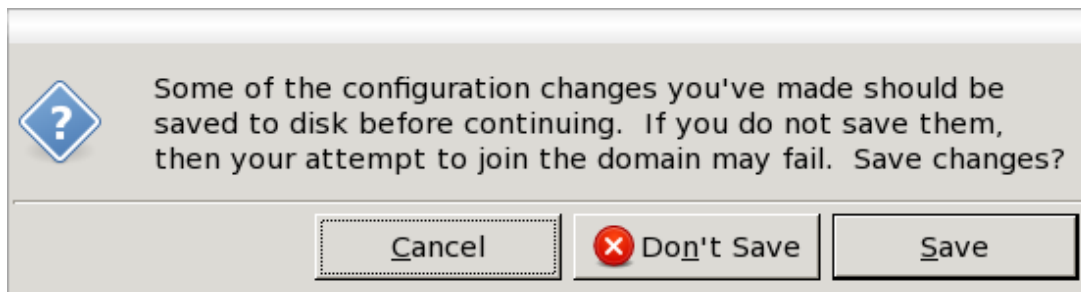 Some of the configuration changes you've made should be
saved to disk before continuing.  If you do not save them,
then your attempt to join the domain may fail.  Save changes?
Cancel
Don't Save
Save